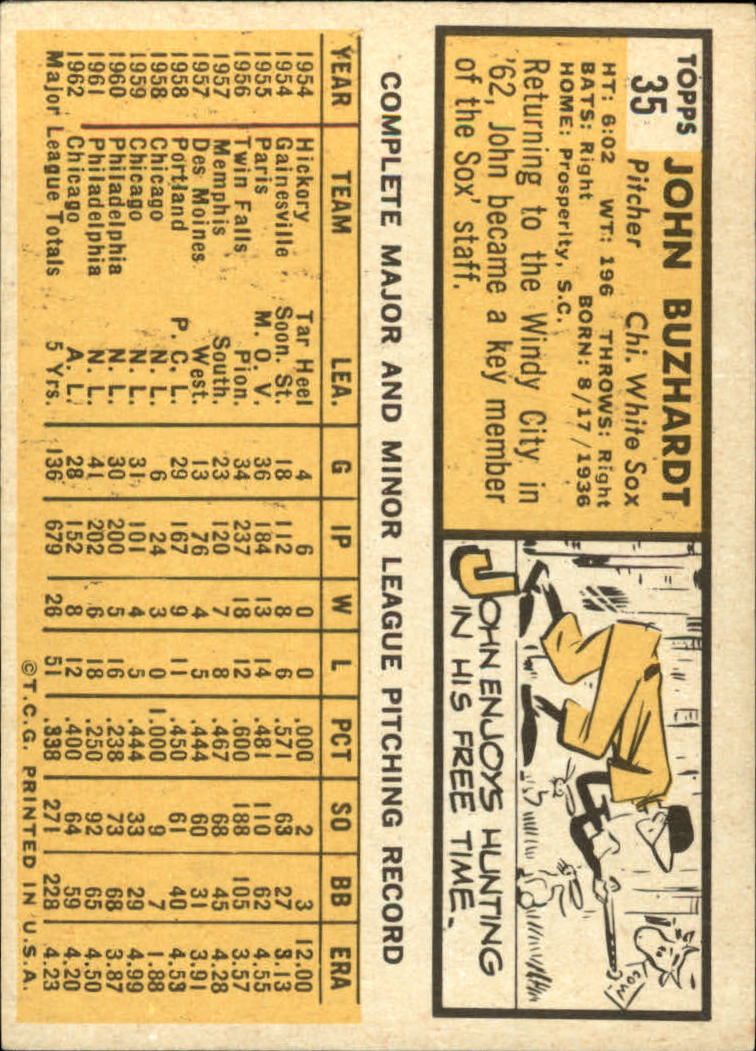 TOPPS
35
JOHN BUZHARDT
Pitcher Chi. White Sox
HT: 6:02 WT: 196 THROWS: Right
BATS: Right BORN: 8/17/1936
HOME: Prosperity, S.C.
Returning to the Windy City in
'62, John became a key member
of the Sox' staff.
COW
JOHN ENJOYS HUNTING
IN HIS FREE TIME.
COMPLETE MAJOR AND MINOR LEAGUE PITCHING RECORD
YEAR TEAM LEA. G IP W L PCT SO BB ERA
1954 Hickory Tar Heel 4 6 0 0 .000 2 3 12.00
1954 Gainesville Soon. St. 18 112 8 6 .571 63 27 3.13
1955 Paris M. O. V. 36 184 13 14 .481 110 62 4.55
1956 Twin Falls Pion. 34 237 18 12 .600 188 105 3.57
1957 Memphis South. 23 120 7 8 .467 68 45 4.28
1957 Des Moines West. 13 76 4 5 .444 60 31 3.91
1958 Portland P. C. L. 29 167 9 11 .450 61 40 4.53
1958 Chicago N. L. 6 24 3 0 1.000 9 7 1.88
1959 Chicago N. L. 31 101 4 5 .444 33 29 4.99
1960 Philadelphia N. L. 30 200 5 16 .238 73 68 3.87
1961 Philadelphia N. L. 41 202 6 18 .250 92 65 4.50
1962 Chicago A. L. 28 152 8 12 .400 64 59 4.20
Major League Totals 5 Yrs. 136 679 26 51 .338 271 228 4.23
©T.C.G. PRINTED IN U.S.A.